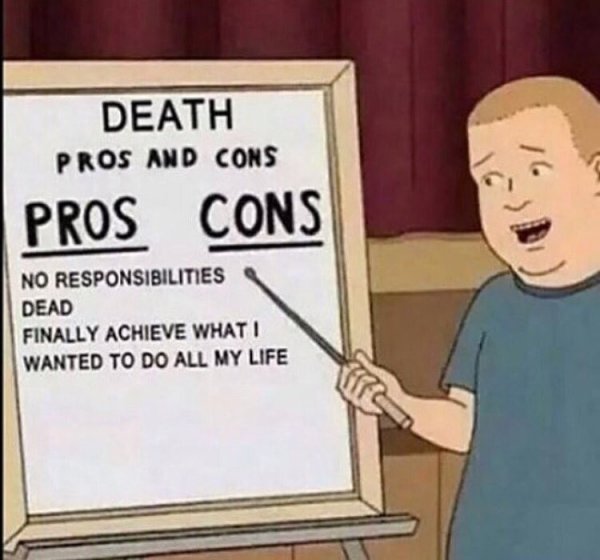 DEATH
PROS AND CONS
PROS CONS
NO RESPONSIBILITIES
DEAD
FINALLY ACHIEVE WHAT I
WANTED TO DO ALL MY LIFE